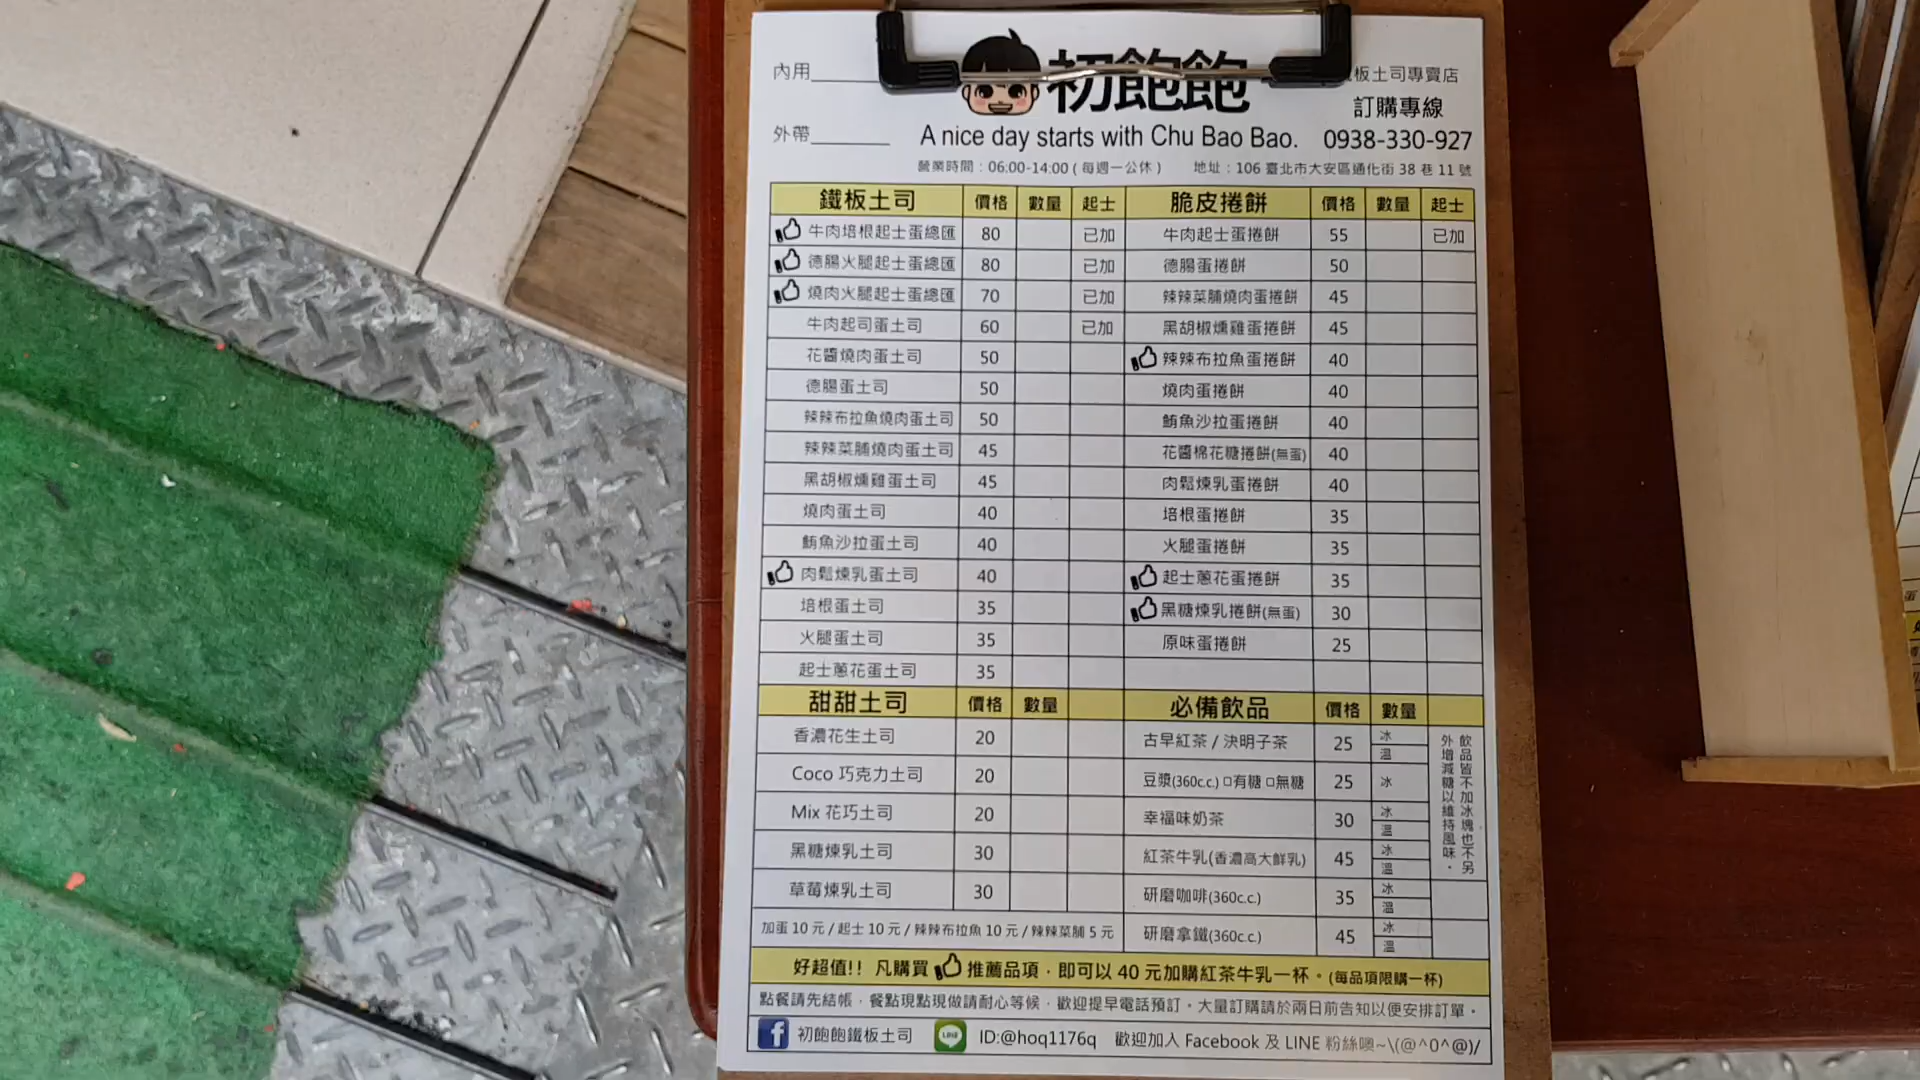 內用
初飽飽
板土司專賣店
訂購專線
外帶
A nice day starts with Chu Bao Bao. 0938-330-927
營業時間:06:00-14:00(每週一公休) 地址:106 臺北市大安區通化街 38 巷 11 號
鐵板土司 價格 數量 起士 脆皮捲餅 價格 數量 起士
牛肉培根起士蛋總匯 80 已加 牛肉起士蛋捲餅 55 已加
德腸火腿起士蛋總匯 80 已加 德腸蛋捲餅 50
燒肉火腿起士蛋總匯 70 已加 辣辣菜脯燒肉蛋捲餅 45
牛肉起司蛋土司 60 已加 黑胡椒燻雞蛋捲餅 45
花醬燒肉蛋土司 50 辣辣布拉魚蛋捲餅 40
德腸蛋土司 50 燒肉蛋捲餅 40
辣辣布拉魚燒肉蛋土司 50 鮪魚沙拉蛋捲餅 40
辣辣菜脯燒肉蛋土司 45 花醬棉花糖捲餅(無蛋) 40
黑胡椒燻雞蛋土司 45 肉鬆煉乳蛋捲餅 40
燒肉蛋土司 40 培根蛋捲餅 35
鮪魚沙拉蛋土司 40 火腿蛋捲餅 35
肉鬆煉乳蛋土司 40 起士蔥花蛋捲餅 35
培根蛋土司 35 黑糖煉乳捲餅(無蛋) 30
火腿蛋土司 35 原味蛋捲餅 25
起士蔥花蛋土司 35
甜甜土司 價格 數量 必備飲品 價格 數量
香濃花生土司 20 古早紅茶 / 決明子茶 25 冰 溫
Coco 巧克力土司 20 豆漿(360c.c.) □有糖 □無糖 25 冰
Mix 花巧土司 20 幸福味奶茶 30 冰 溫
黑糖煉乳土司 30 紅茶牛乳(香濃高大鮮乳) 45 冰 溫
草莓煉乳土司 30 研磨咖啡(360c.c.) 35 冰 溫
加蛋 10 元 / 起士 10 元 / 辣辣布拉魚 10 元 / 辣辣菜脯 5 元 研磨拿鐵(360c.c.) 45 冰 溫
飲品皆不加冰塊也不另
外增減糖以維持風味。
好超值!! 凡購買 推薦品項,即可以 40 元加購紅茶牛乳一杯。(每品項限購一杯)
點餐請先結帳,餐點現點現做請耐心等候,歡迎提早電話預訂。大量訂購請於兩日前告知以便安排訂單。
初飽飽鐵板土司 LINE ID:@hoq1176q 歡迎加入 Facebook 及 LINE 粉絲噢~\(@^0^@)/